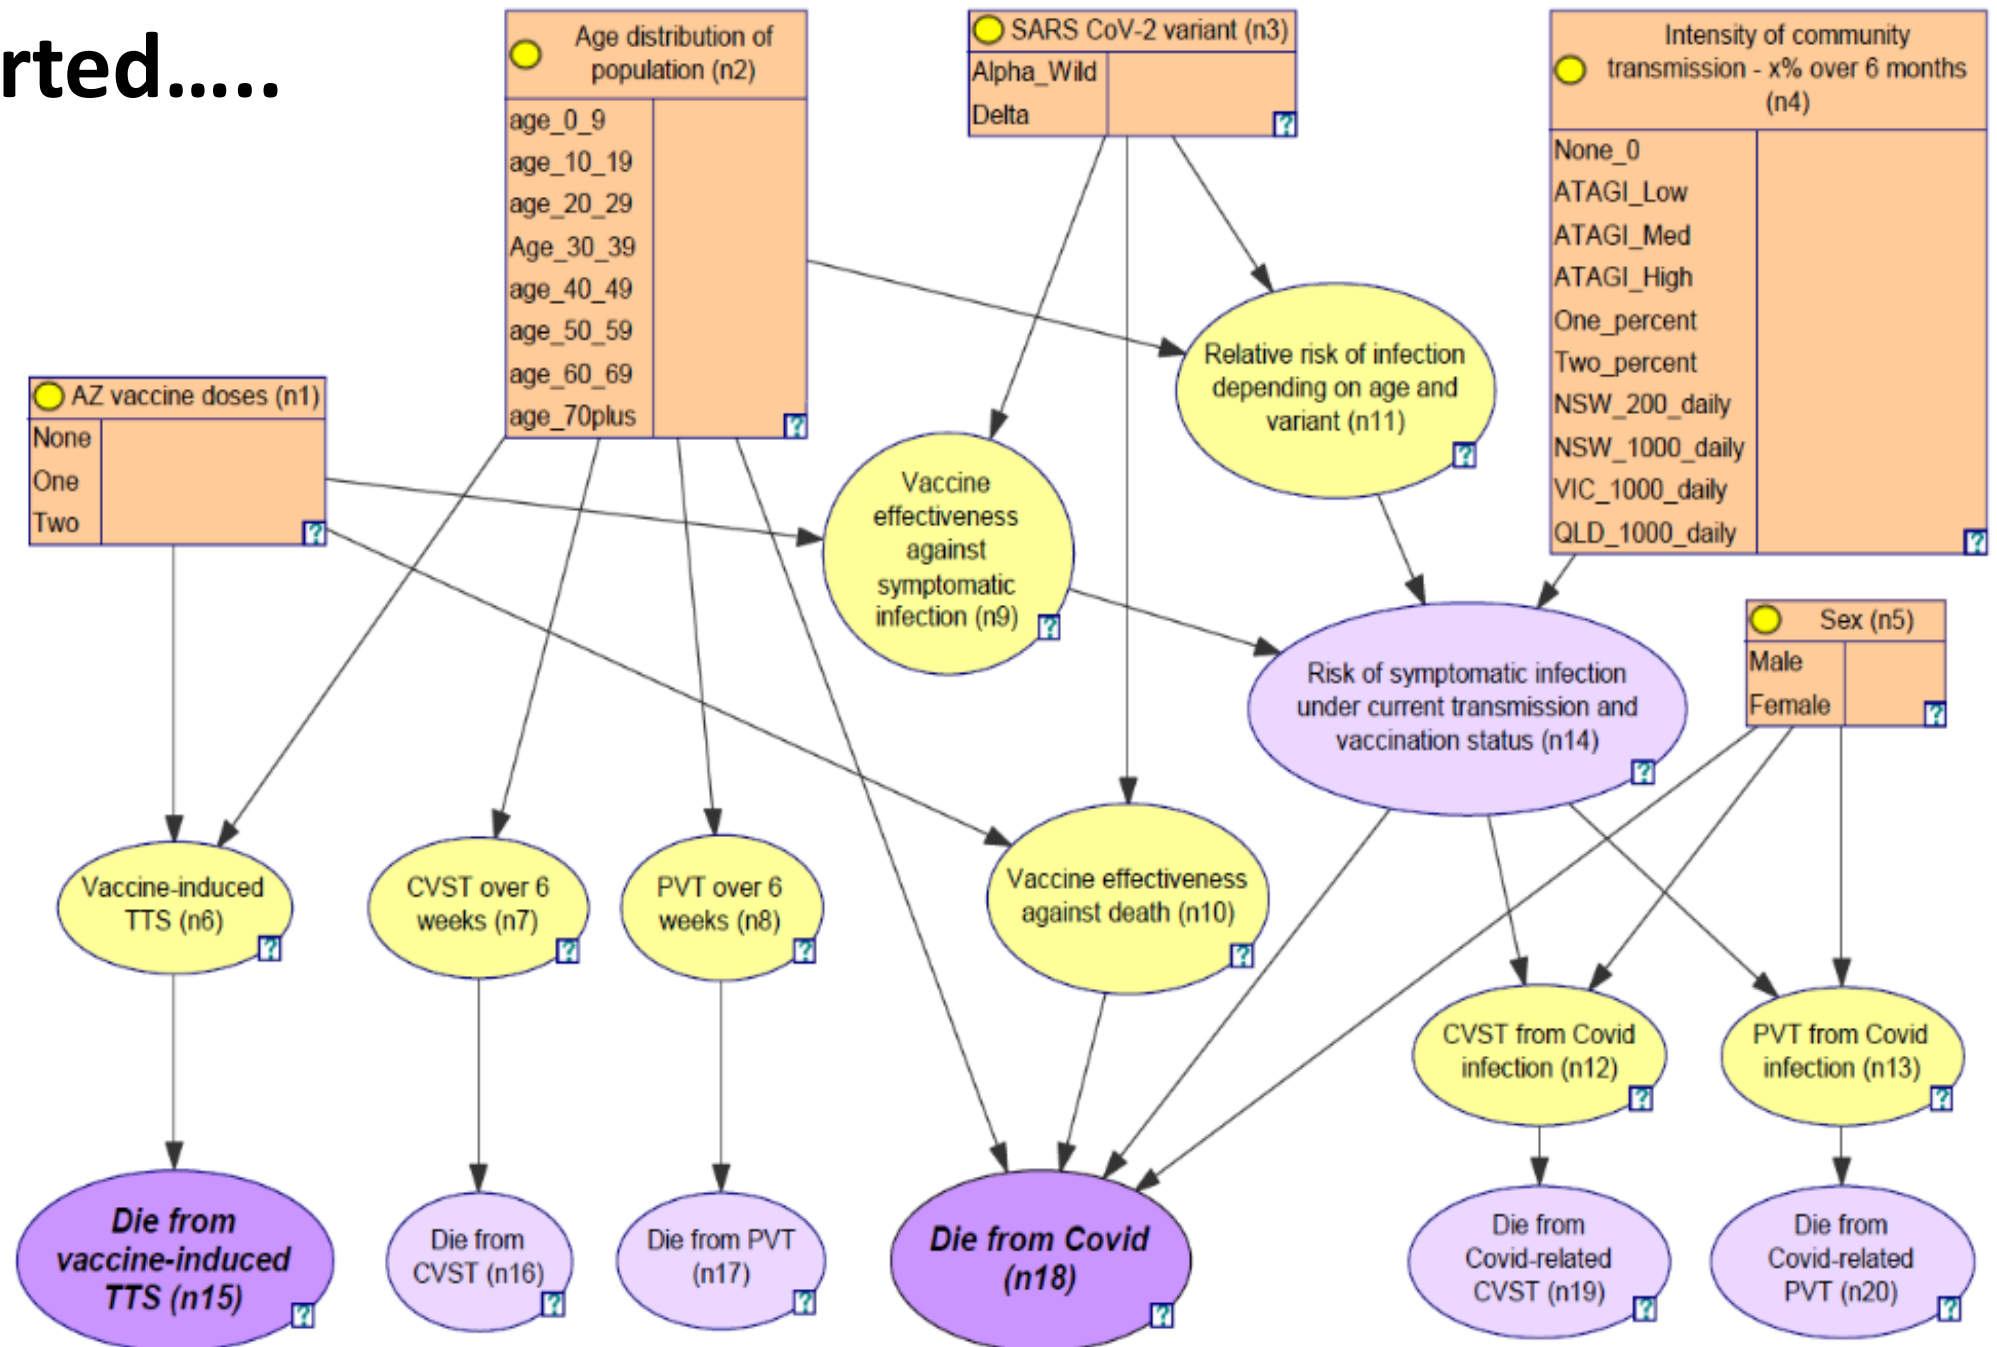 rted.....
Age distribution of
population (n2)
age_0_9
age_10_19
age_20_29
Age_30_39
age_40_49
age_50_59
age_60_69
age_70plus
?
SARS CoV-2 variant (n3)
Alpha_Wild
Delta
?
Intensity of community
transmission - x% over 6 months
(n4)
None_0
ATAGI_Low
ATAGI_Med
ATAGI_High
One_percent
Two_percent
NSW_200_daily
NSW_1000_daily
VIC_1000_daily
QLD_1000_daily
?
AZ vaccine doses (n1)
None
One
Two
?
Relative risk of infection
depending on age and
variant (n11)
?
Vaccine
effectiveness
against
symptomatic
infection (n9)
?
Sex (n5)
Male
Female
?
Risk of symptomatic infection
under current transmission and
vaccination status (n14)
?
Vaccine-induced
TTS (n6)
?
CVST over 6
weeks (n7)
?
PVT over 6
weeks (n8)
?
Vaccine effectiveness
against death (n10)
?
CVST from Covid
infection (n12)
?
PVT from Covid
infection (n13)
?
Die from
vaccine-induced
TTS (n15)
?
Die from
CVST (n16)
?
Die from PVT
(n17)
?
Die from Covid
(n18)
?
Die from
Covid-related
CVST (n19)
?
Die from
Covid-related
PVT (n20)
?